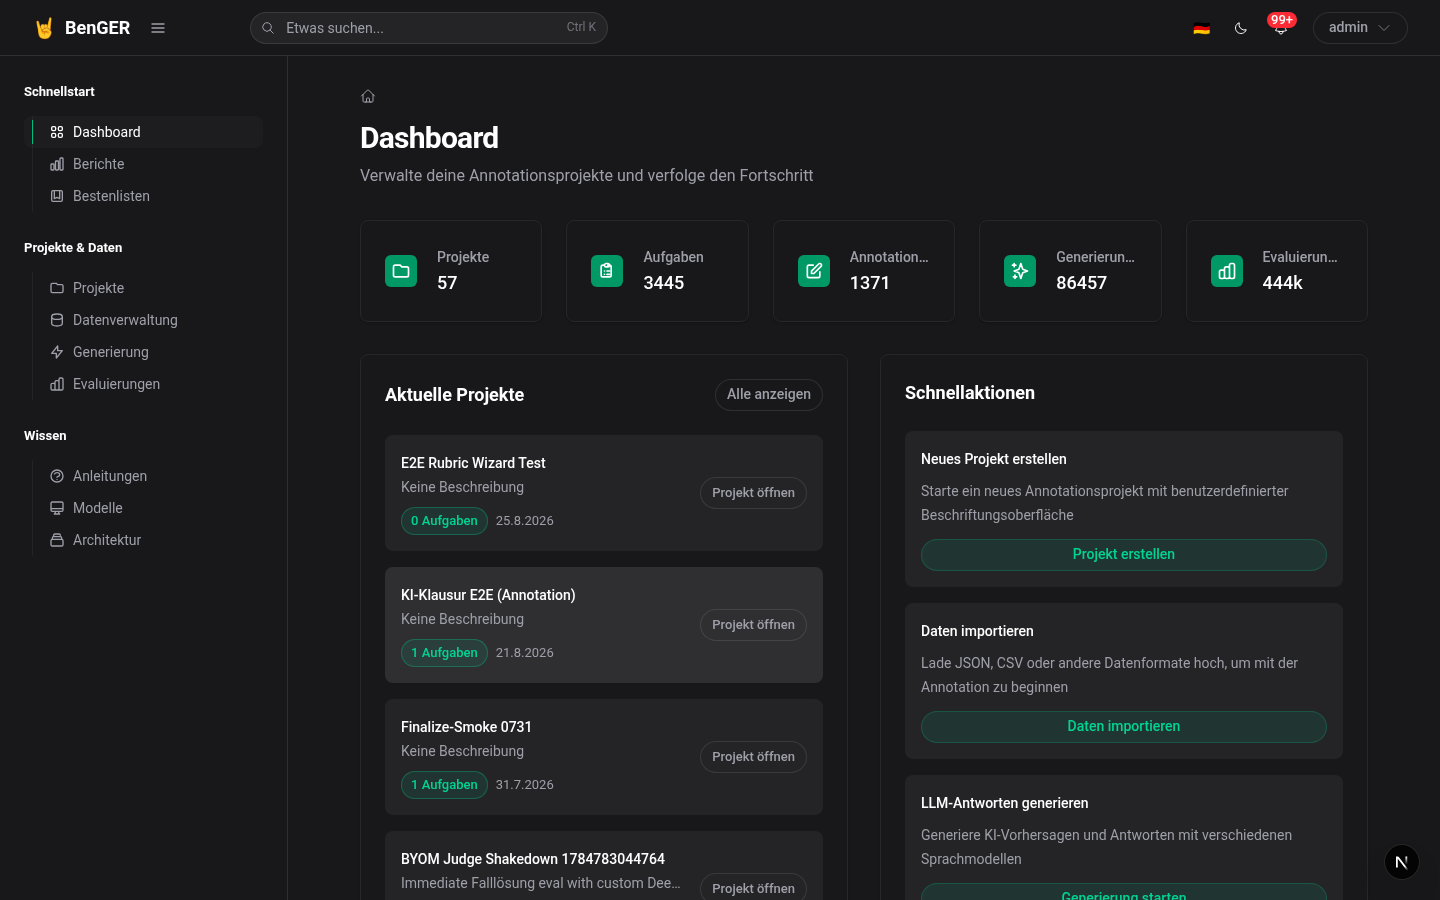 BenGER
Etwas suchen...
Ctrl K
99+
admin
Schnellstart
Dashboard
Berichte
Bestenlisten
Projekte & Daten
Projekte
Datenverwaltung
Generierung
Evaluierungen
Wissen
Anleitungen
Modelle
Architektur
Dashboard
Verwalte deine Annotationsprojekte und verfolge den Fortschritt
Projekte
57
Aufgaben
3445
Annotation...
1371
Generierun...
86457
Evaluierun...
444k
Aktuelle Projekte
Alle anzeigen
E2E Rubric Wizard Test
Keine Beschreibung
0 Aufgaben
25.8.2026
Projekt öffnen
KI-Klausur E2E (Annotation)
Keine Beschreibung
1 Aufgaben
21.8.2026
Projekt öffnen
Finalize-Smoke 0731
Keine Beschreibung
1 Aufgaben
31.7.2026
Projekt öffnen
BYOM Judge Shakedown 1784783044764
Immediate Falllösung eval with custom Dee...
Projekt öffnen
Schnellaktionen
Neues Projekt erstellen
Starte ein neues Annotationsprojekt mit benutzerdefinierter
Beschriftungsoberfläche
Projekt erstellen
Daten importieren
Lade JSON, CSV oder andere Datenformate hoch, um mit der
Annotation zu beginnen
Daten importieren
LLM-Antworten generieren
Generiere KI-Vorhersagen und Antworten mit verschiedenen
Sprachmodellen
Generierung starten
N